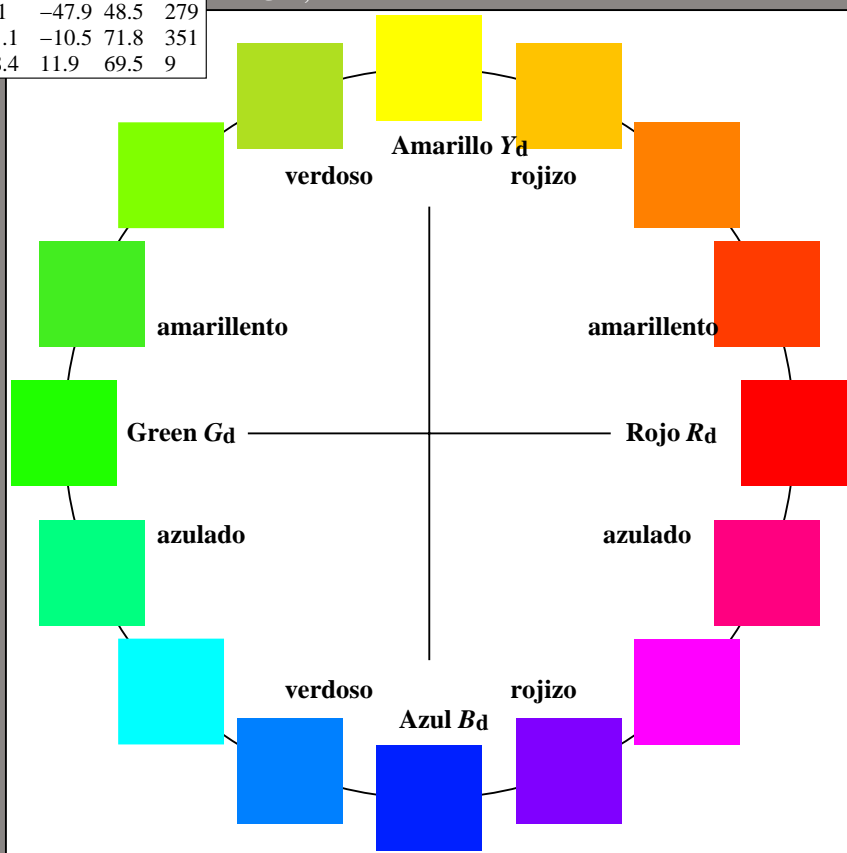 −47.9 48.5 279
−10.5 71.8 351
11.9 69.5 9
Amarillo Yd
verdoso rojizo
amarillento amarillento
Green Gd Rojo Rd
azulado azulado
verdoso rojizo
Azul Bd